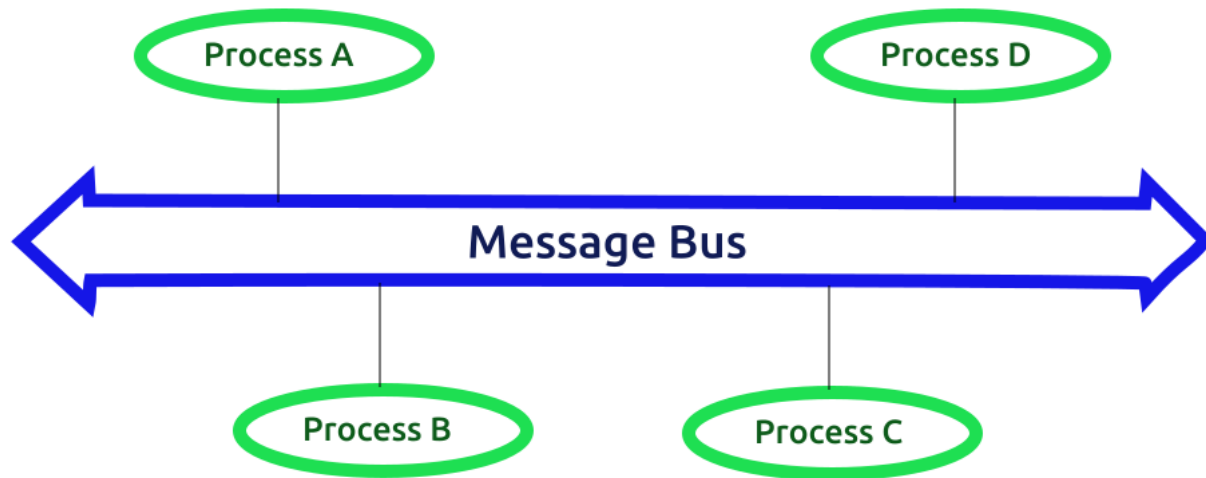 Process A
Process D
Message Bus
Process B
Process C